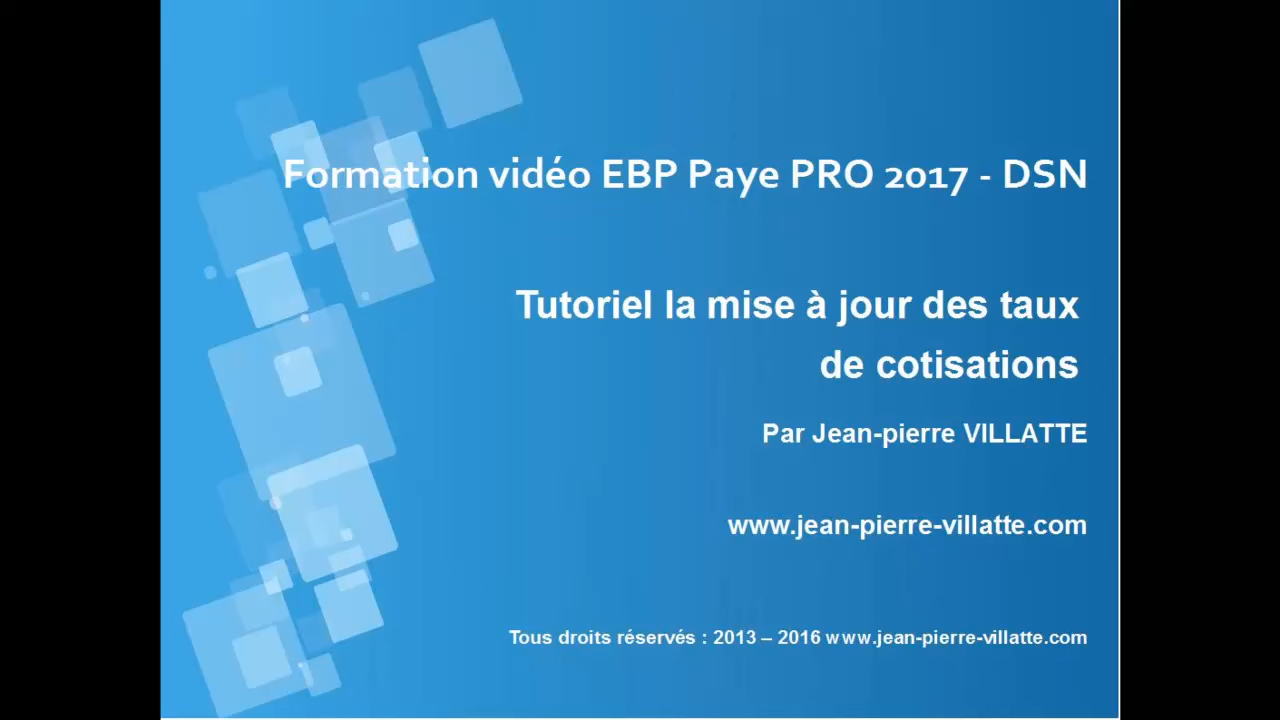 Formation vidéo EBP Paye PRO 2017 - DSN
Tutoriel la mise à jour des taux
de cotisations
Par Jean-pierre VILLATTE
www.jean-pierre-villatte.com
Tous droits réservés : 2013 – 2016 www.jean-pierre-villatte.com